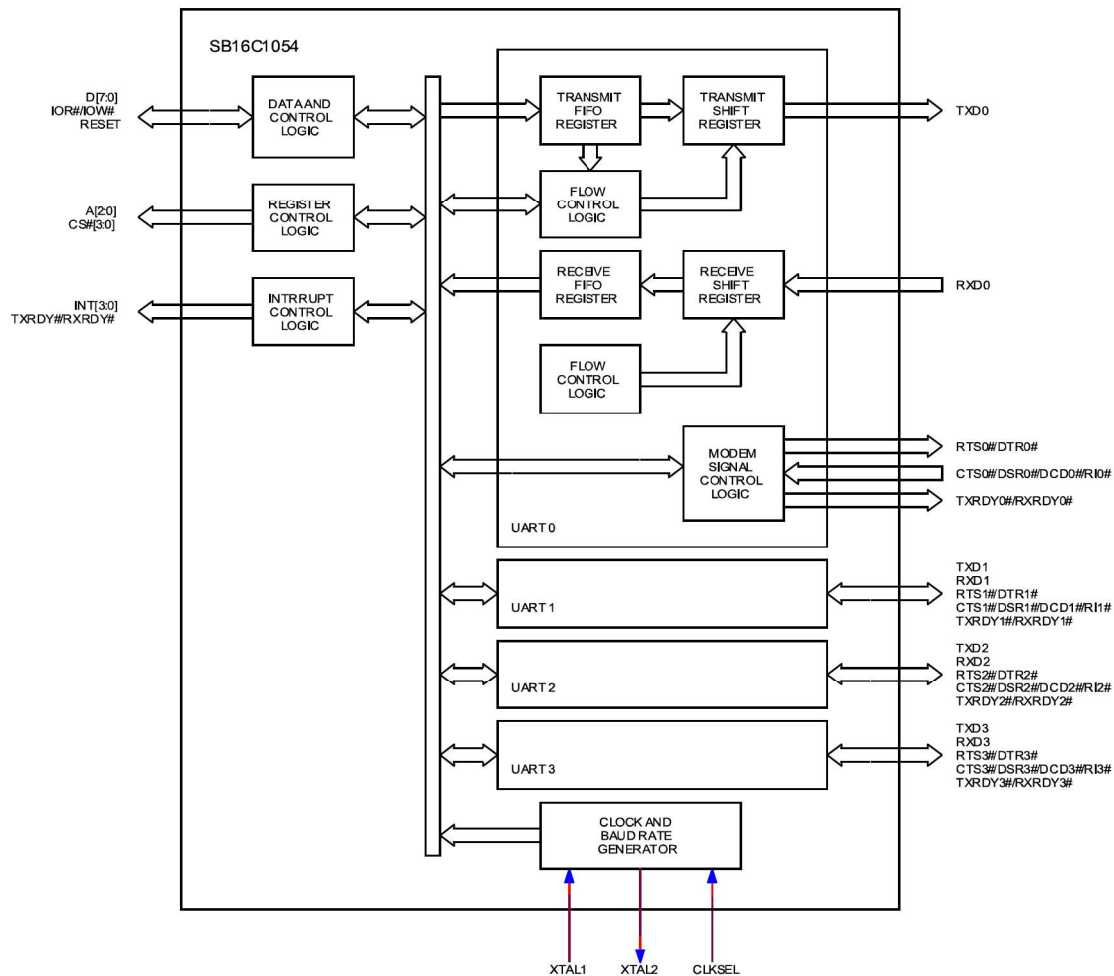 SB16C1054
D[7:0]
IOR#/IOW#
RESET
DATA AND
CONTROL
LOGIC
TRANSMIT
FIFO
REGISTER
TRANSMIT
SHIFT
REGISTER
TXD0
A[2:0]
CS#[3:0]
REGISTER
CONTROL
LOGIC
FLOW
CONTROL
LOGIC
INT[3:0]
TXRDY#/RXRDY#
INTRRUPT
CONTROL
LOGIC
RECEIVE
FIFO
REGISTER
RECEIVE
SHIFT
REGISTER
RXD0
FLOW
CONTROL
LOGIC
MODEM
SIGNAL
CONTROL
LOGIC
RTS0#/DTR0#
CTS0#/DSR0#/DCD0#/RI0#
TXRDY0#/RXRDY0#
UART 0
UART 1
TXD1
RXD1
RTS1#/DTR1#
CTS1#/DSR1#/DCD1#/RI1#
TXRDY1#/RXRDY1#
UART 2
TXD2
RXD2
RTS2#/DTR2#
CTS2#/DSR2#/DCD2#/RI2#
TXRDY2#/RXRDY2#
UART 3
TXD3
RXD3
RTS3#/DTR3#
CTS3#/DSR3#/DCD3#/RI3#
TXRDY3#/RXRDY3#
CLOCK AND
BAUD RATE
GENERATOR
XTAL1
XTAL2
CLKSEL